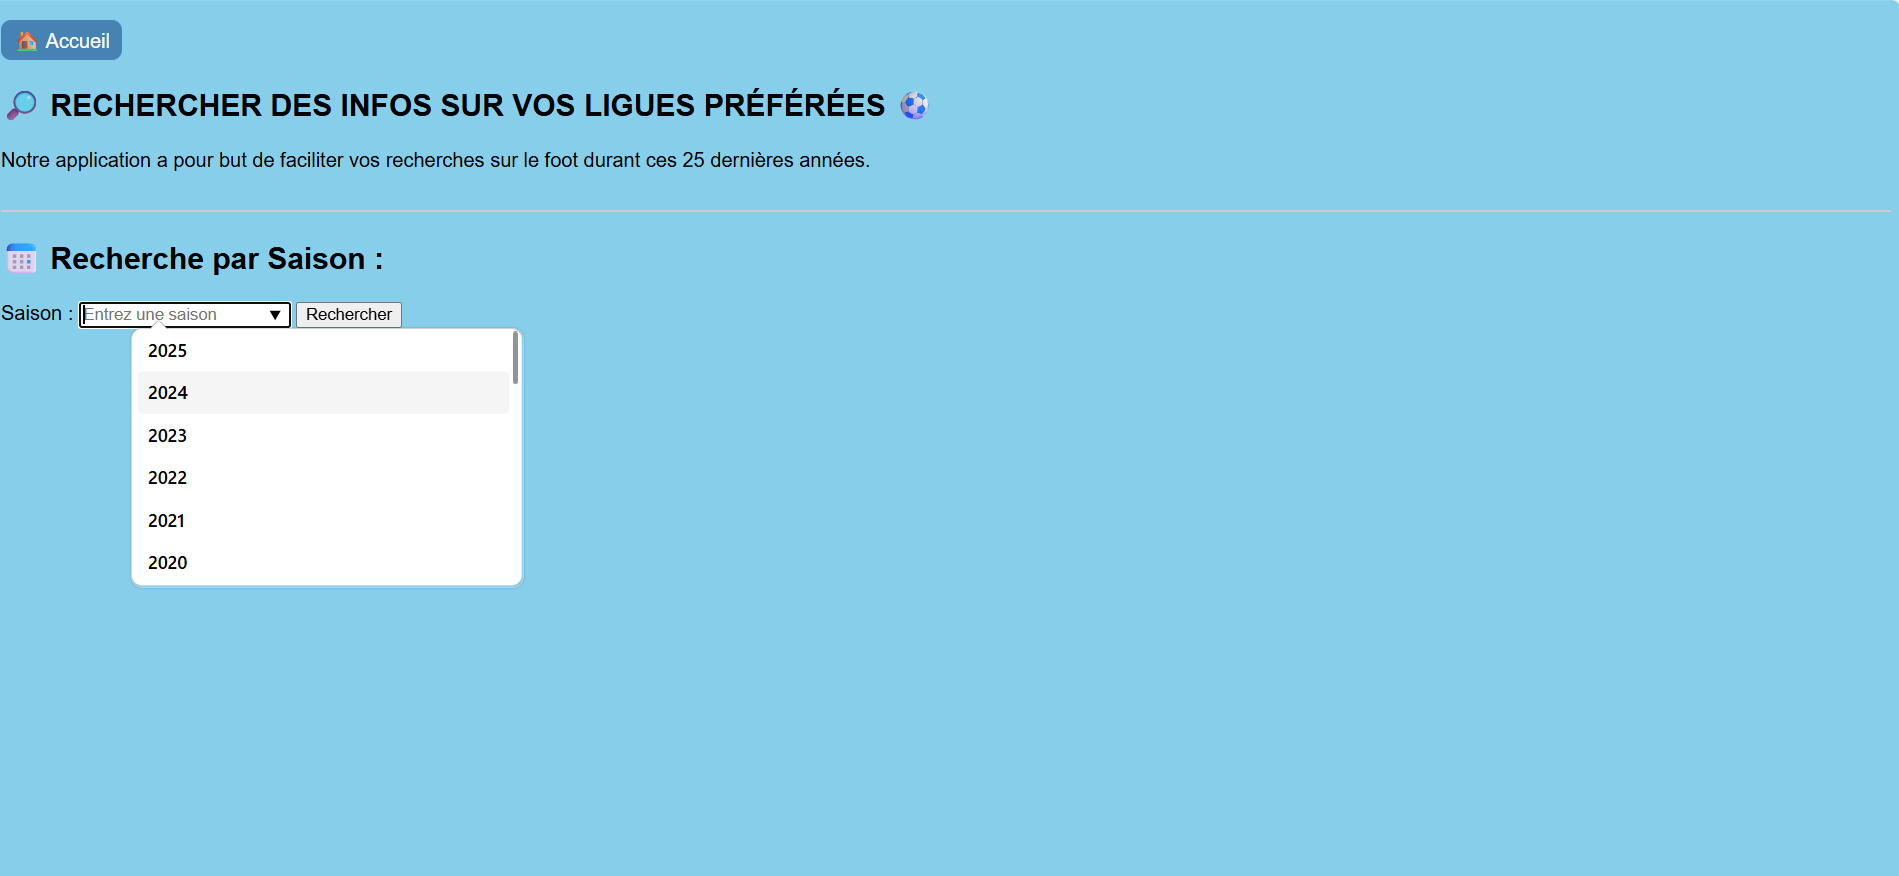 🏠 Accueil
🔎 RECHERCHER DES INFOS SUR VOS LIGUES PRÉFÉRÉES ⚽
Notre application a pour but de faciliter vos recherches sur le foot durant ces 25 dernières années.
📅 Recherche par Saison :
Saison : Entrez une saison ▼ Rechercher
2025
2024
2023
2022
2021
2020